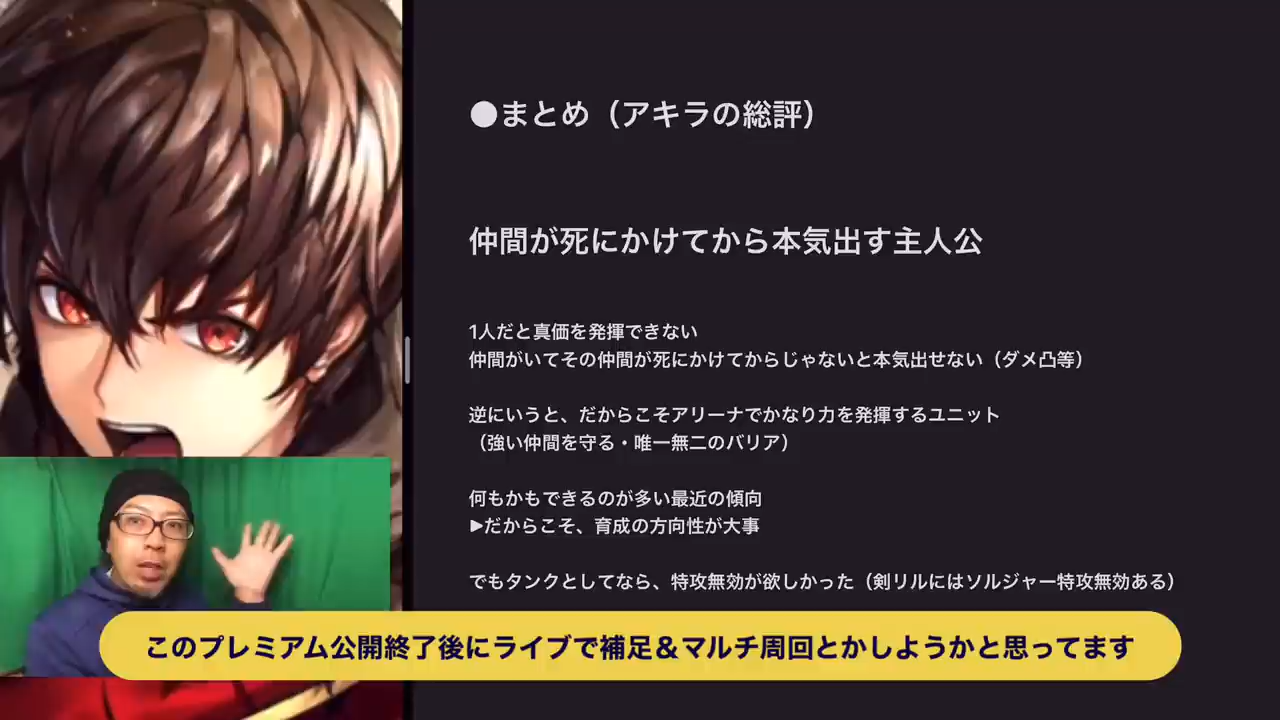 ●まとめ（アキラの総評）
仲間が死にかけてから本気出す主人公
1人だと真価を発揮できない
仲間がいてその仲間が死にかけてからじゃないと本気出せない（ダメ凸等）
逆にいうと、だからこそアリーナでかなり力を発揮するユニット
（強い仲間を守る・唯一無二のバリア）
何もかもできるのが多い最近の傾向
▶だからこそ、育成の方向性が大事
でもタンクとしてなら、特攻無効が欲しかった（剣リルにはソルジャー特攻無効ある）
このプレミアム公開終了後にライブで補足＆マルチ周回とかしようかと思ってます